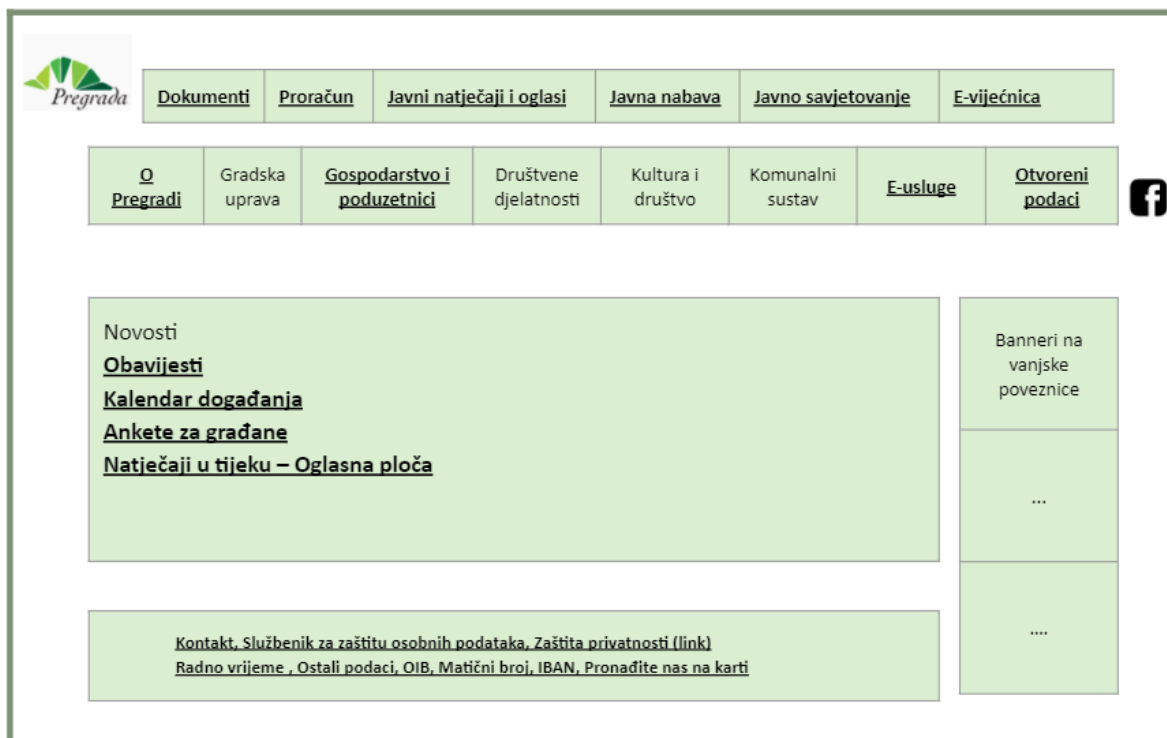 Pregrada
Dokumenti
Proračun
Javni natječaji i oglasi
Javna nabava
Javno savjetovanje
E-vijećnica
O
Pregradi
Gradska
uprava
Gospodarstvo i
poduzetnici
Društvene
djelatnosti
Kultura i
društvo
Komunalni
sustav
E-usluge
Otvoreni
podaci
Novosti
Obavijesti
Kalendar događanja
Ankete za građane
Natječaji u tijeku – Oglasna ploča
Banneri na
vanjske
poveznice
...
....
Kontakt, Službenik za zaštitu osobnih podataka, Zaštita privatnosti (link)
Radno vrijeme , Ostali podaci, OIB, Matični broj, IBAN, Pronađite nas na karti